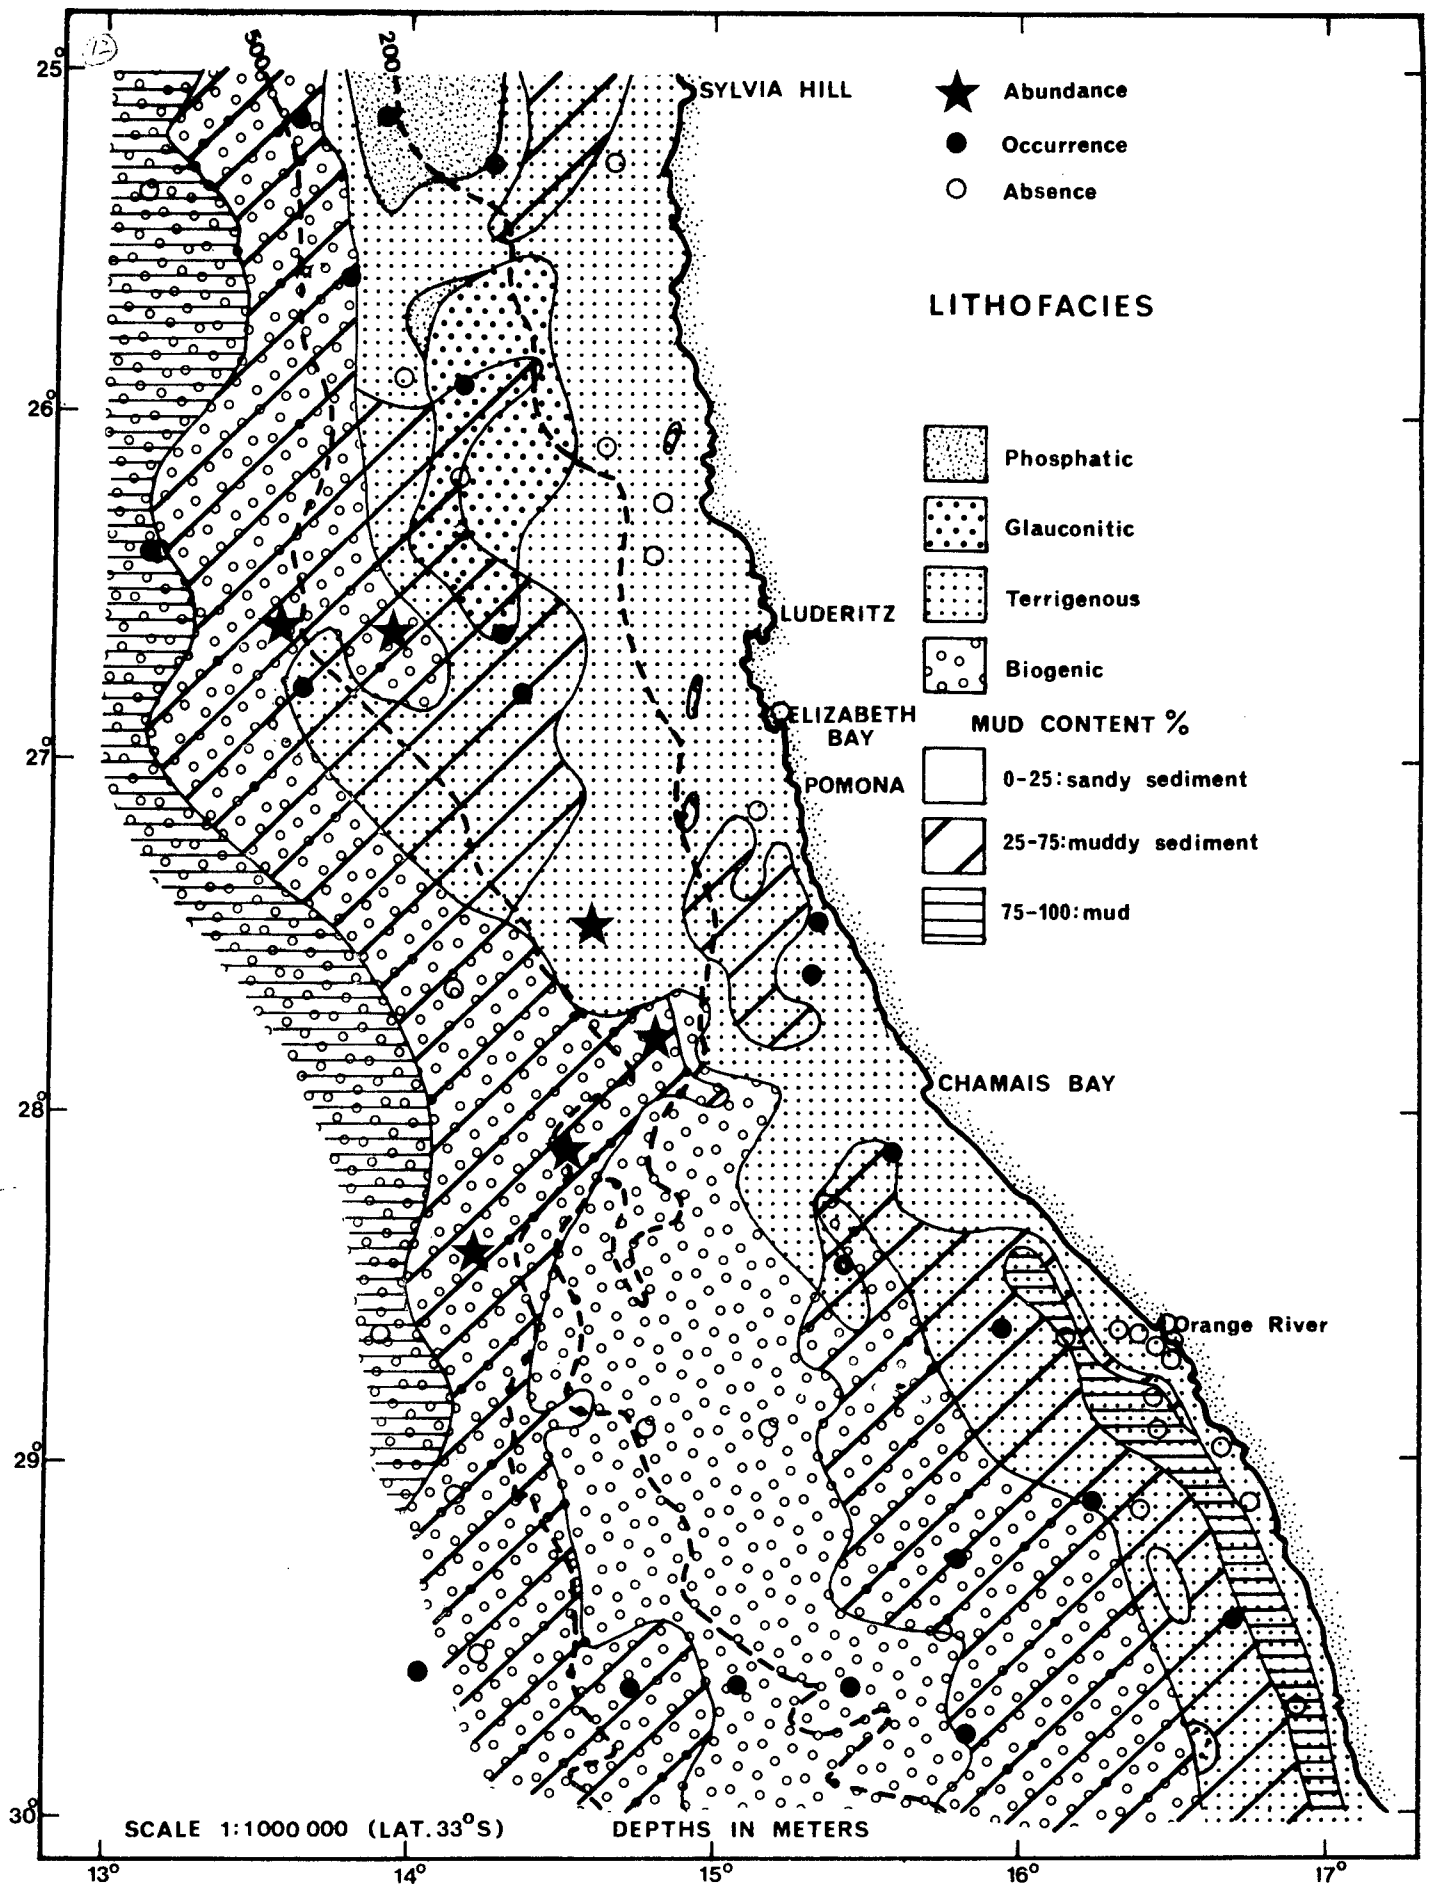 12
500
200
25°
SYLVIA HILL
Abundance
Occurrence
Absence
LITHOFACIES
26°
Phosphatic
Glauconitic
Terrigenous
LUDERITZ
Biogenic
ELIZABETH
BAY
MUD CONTENT %
27°
POMONA
0-25: sandy sediment
25-75: muddy sediment
75-100: mud
28°
CHAMAIS BAY
Orange River
29°
30°
SCALE 1:1000 000 (LAT. 33°S)
DEPTHS IN METERS
13° 14° 15° 16° 17°